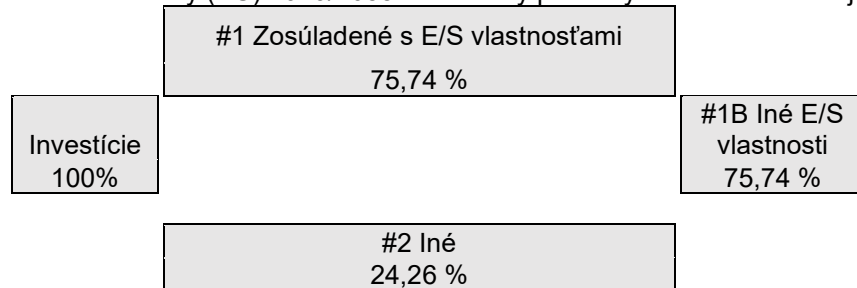 #1 Zosúladené s E/S vlastnosťami
75,74 %
Investície
100%
#1B Iné E/S
vlastnosti
75,74 %
#2 Iné
24,26 %